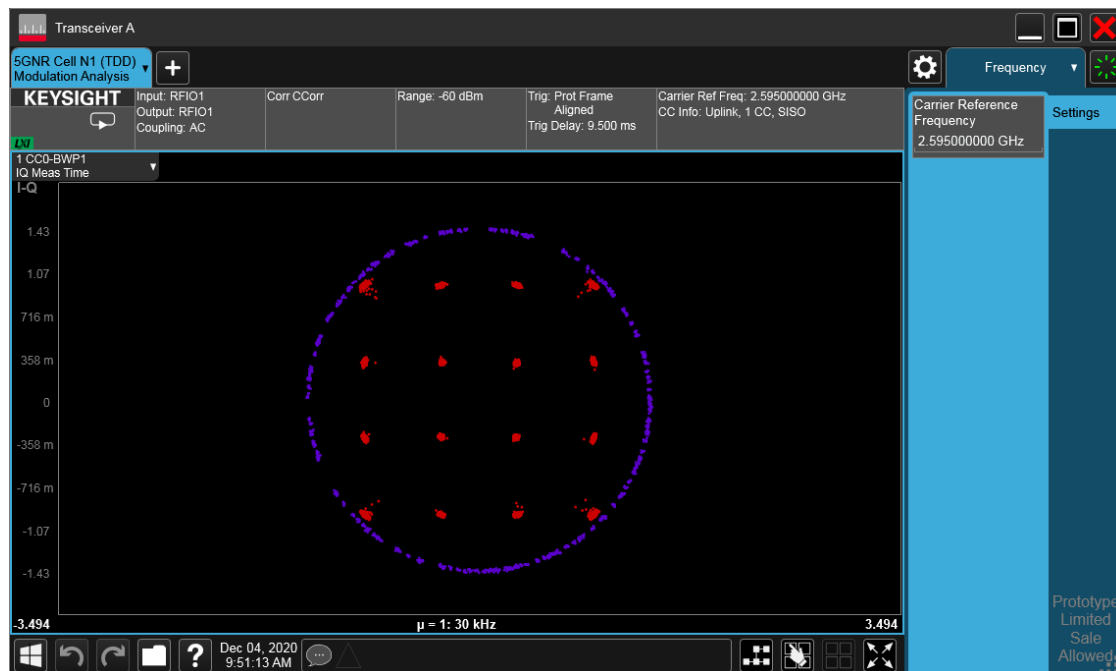 Transceiver A
5GNR Cell N1 (TDD)
Modulation Analysis
Frequency
KEYSIGHT
LXI
Input: RFIO1
Output: RFIO1
Coupling: AC
Corr CCorr
Range: -60 dBm
Trig: Prot Frame
Aligned
Trig Delay: 9.500 ms
Carrier Ref Freq: 2.595000000 GHz
CC Info: Uplink, 1 CC, SISO
Carrier Reference
Frequency
2.595000000 GHz
Settings
1 CC0-BWP1
IQ Meas Time
I-Q
1.43
1.07
716 m
358 m
0
-358 m
-716 m
-1.07
-1.43
-3.494
µ = 1: 30 kHz
3.494
Prototype
Limited
Sale
Allowed
?
Dec 04, 2020
9:51:13 AM